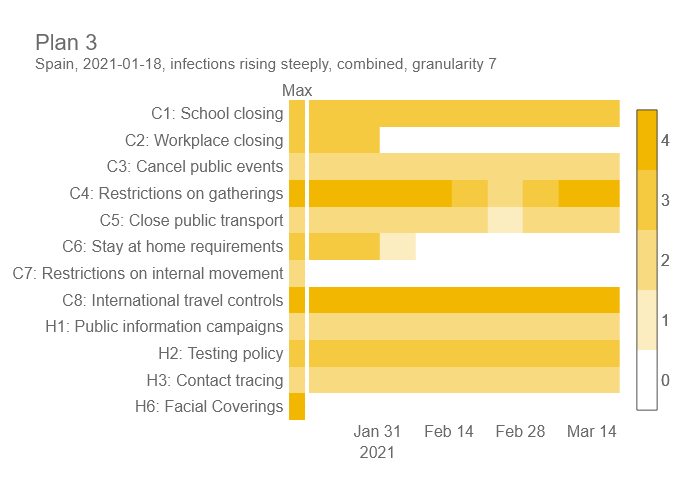 Plan 3
Spain, 2021-01-18, infections rising steeply, combined, granularity 7
Max
C1: School closing
C2: Workplace closing
C3: Cancel public events
C4: Restrictions on gatherings
C5: Close public transport
C6: Stay at home requirements
C7: Restrictions on internal movement
C8: International travel controls
H1: Public information campaigns
H2: Testing policy
H3: Contact tracing
H6: Facial Coverings
4
3
2
1
0
Jan 31 Feb 14 Feb 28 Mar 14
2021